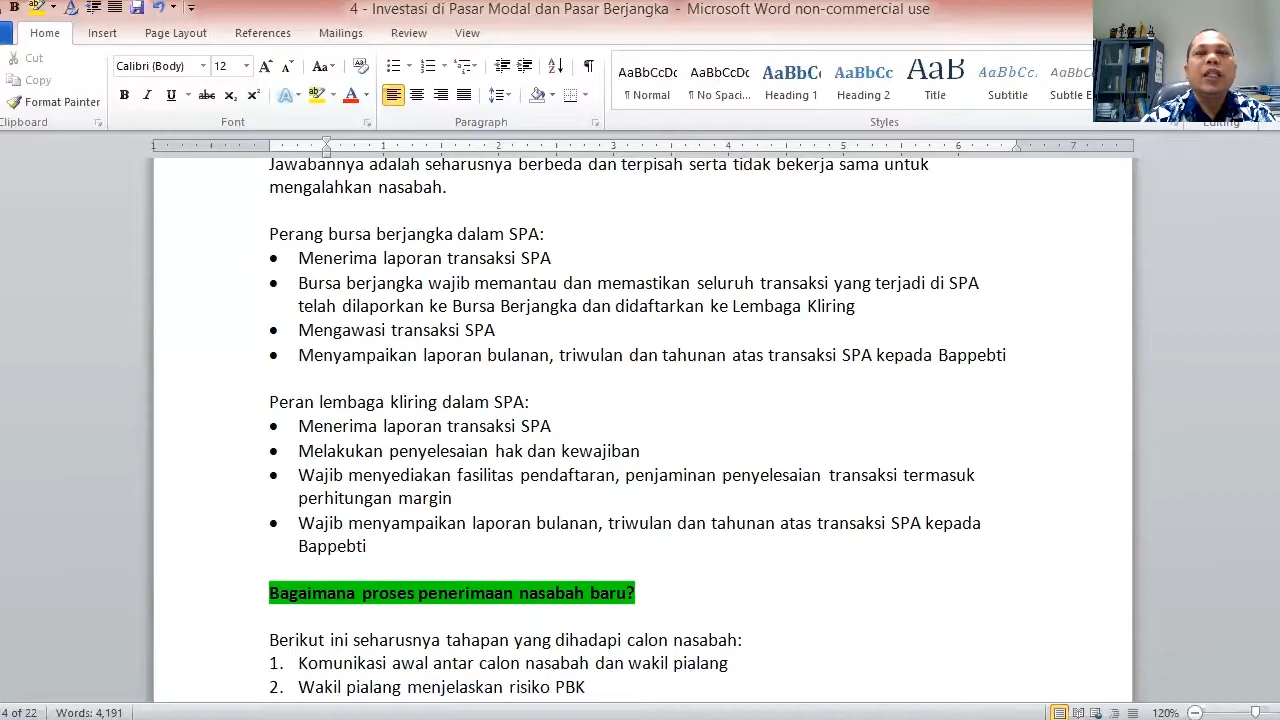 4 - Investasi di Pasar Modal dan Pasar Berjangka - Microsoft Word non-commercial use
Home Insert Page Layout References Mailings Review View
Cut
Copy
Format Painter
Calibri (Body) 12
AaBbCcDc AaBbCcDc AaBbC AaBbCc AaB AaBbCc. AaBbC
¶ Normal ¶ No Spaci... Heading 1 Heading 2 Title Subtitle Subtle E
Clipboard Font Paragraph Styles Editing
Jawabannya adalah seharusnya berbeda dan terpisah serta tidak bekerja sama untuk
mengalahkan nasabah.
Perang bursa berjangka dalam SPA:
• Menerima laporan transaksi SPA
• Bursa berjangka wajib memantau dan memastikan seluruh transaksi yang terjadi di SPA
telah dilaporkan ke Bursa Berjangka dan didaftarkan ke Lembaga Kliring
• Mengawasi transaksi SPA
• Menyampaikan laporan bulanan, triwulan dan tahunan atas transaksi SPA kepada Bappebti
Peran lembaga kliring dalam SPA:
• Menerima laporan transaksi SPA
• Melakukan penyelesaian hak dan kewajiban
• Wajib menyediakan fasilitas pendaftaran, penjaminan penyelesaian transaksi termasuk
perhitungan margin
• Wajib menyampaikan laporan bulanan, triwulan dan tahunan atas transaksi SPA kepada
Bappebti
Bagaimana proses penerimaan nasabah baru?
Berikut ini seharusnya tahapan yang dihadapi calon nasabah:
1. Komunikasi awal antar calon nasabah dan wakil pialang
2. Wakil pialang menjelaskan risiko PBK
4 of 22 Words: 4,191 120%